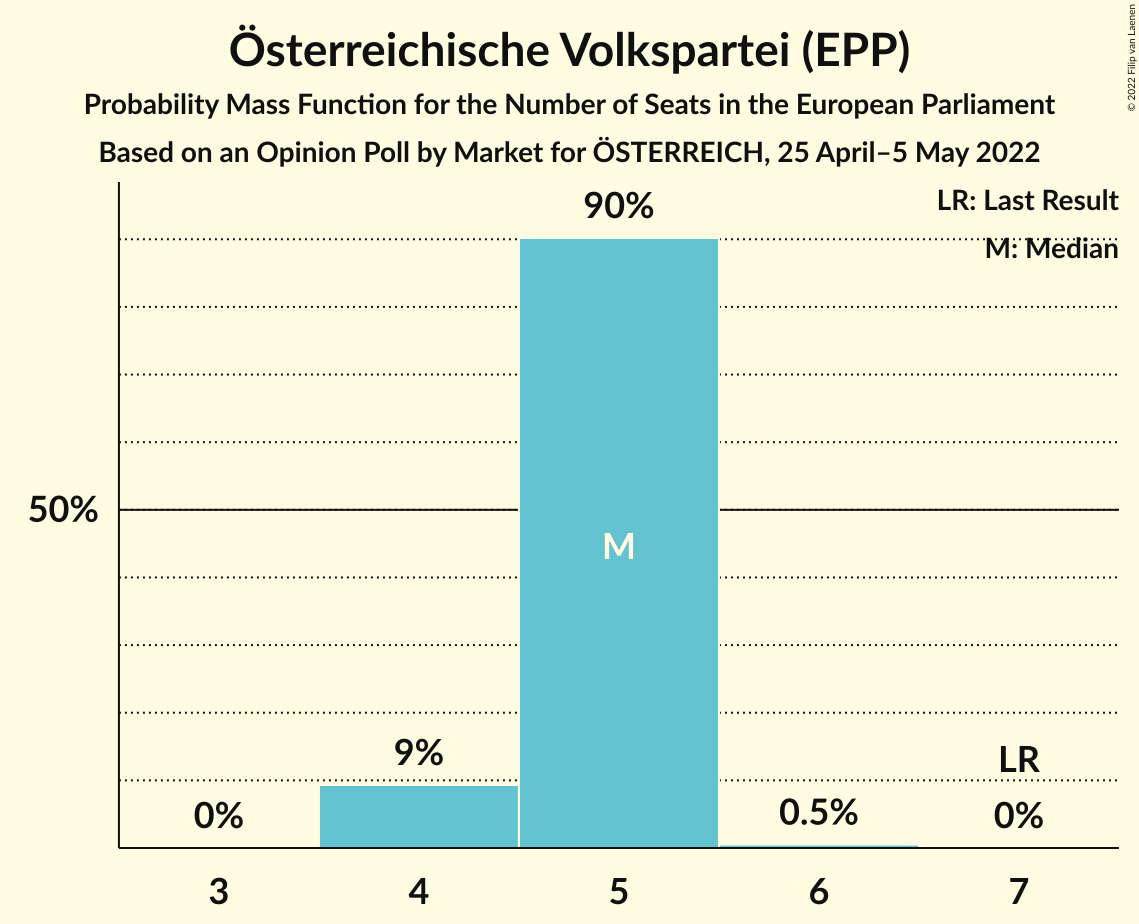 Österreichische Volkspartei (EPP)
Probability Mass Function for the Number of Seats in the European Parliament
Based on an Opinion Poll by Market for ÖSTERREICH, 25 April–5 May 2022
© 2022 Filip van Laenen
LR: Last Result
M: Median
90%
50%
M
9%
LR
0%
0.5%
0%
3 4 5 6 7